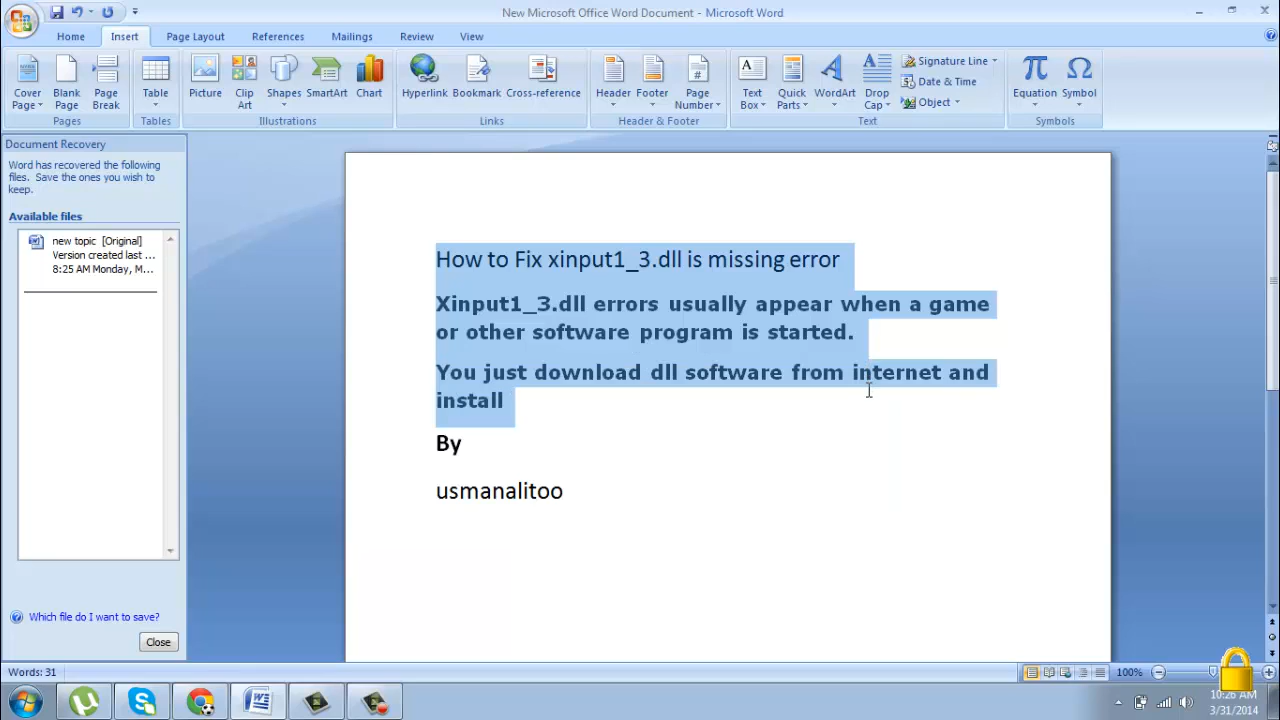 New Microsoft Office Word Document - Microsoft Word
Home Insert Page Layout References Mailings Review View
Cover Page
Blank Page
Page Break
Table
Picture
Clip Art
Shapes
SmartArt
Chart
Hyperlink
Bookmark
Cross-reference
Header
Footer
Page Number
Text Box
Quick Parts
WordArt
Drop Cap
Signature Line
Date & Time
Object
Equation
Symbol
Pages Tables Illustrations Links Header & Footer Text Symbols
Document Recovery
Word has recovered the following
files. Save the ones you wish to
keep.
Available files
new topic [Original]
Version created last ...
8:25 AM Monday, M...
Which file do I want to save?
Close
How to Fix xinput1_3.dll is missing error
Xinput1_3.dll errors usually appear when a game
or other software program is started.
You just download dll software from internet and
install
By
usmanalitoo
Words: 31
100%
10:26 AM
3/31/2014